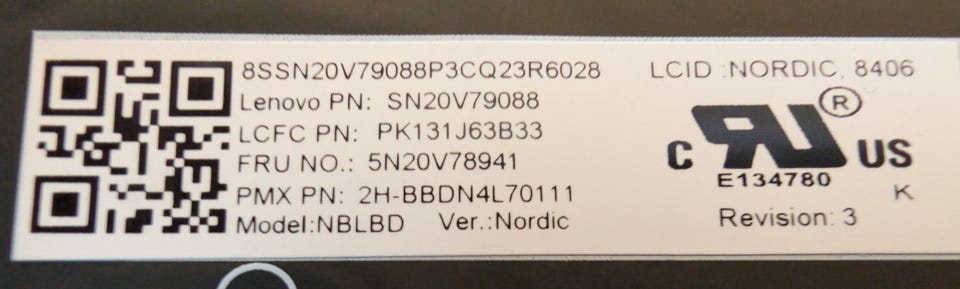 8SSN20V79088P3CQ23R6028
Lenovo PN: SN20V79088
LCFC PN: PK131J63B33
FRU NO.: 5N20V78941
PMX PN: 2H-BBDN4L70111
Model:NBLBD Ver.:Nordic
LCID :NORDIC, 8406
c RU ® US
E134780
K
Revision: 3